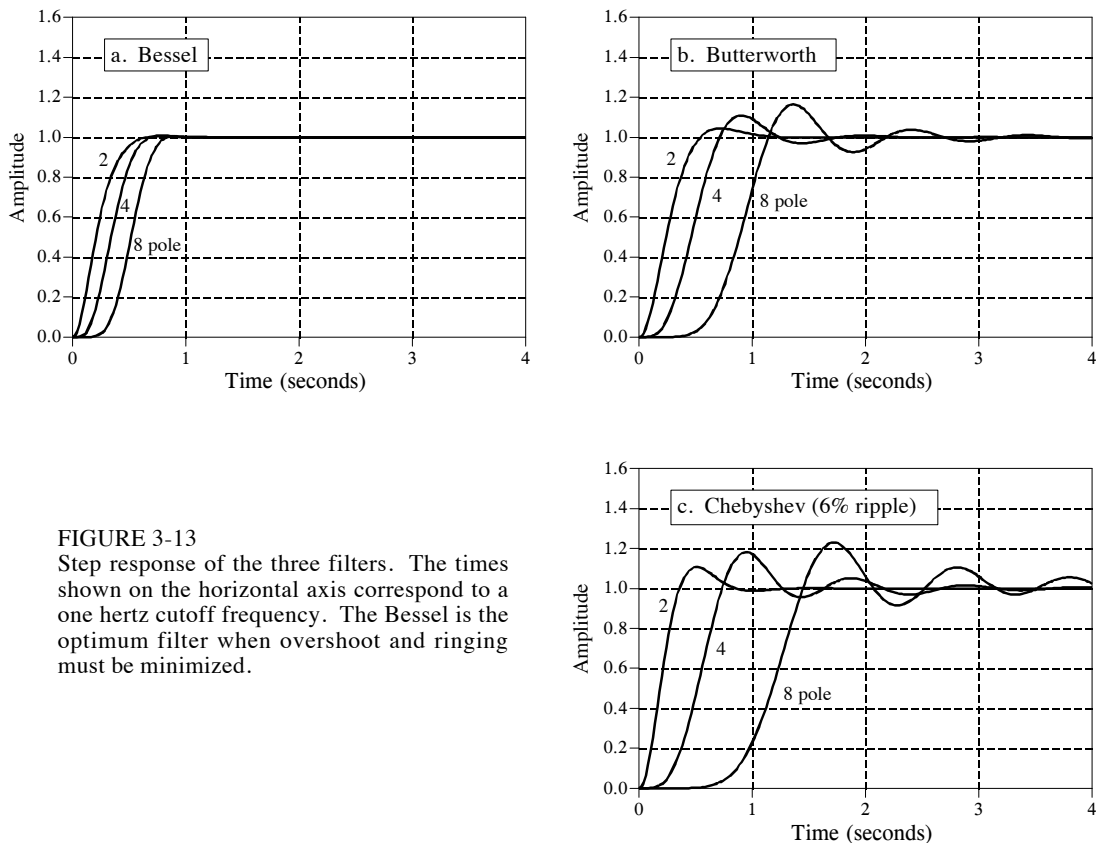 a. Bessel
1.6
1.4
1.2
1.0
0.8
0.6
0.4
0.2
0.0
Amplitude
2
4
8 pole
0 1 2 3 4
Time (seconds)
b. Butterworth
1.6
1.4
1.2
1.0
0.8
0.6
0.4
0.2
0.0
Amplitude
2
4
8 pole
0 1 2 3 4
Time (seconds)
FIGURE 3-13
Step response of the three filters. The times
shown on the horizontal axis correspond to a
one hertz cutoff frequency. The Bessel is the
optimum filter when overshoot and ringing
must be minimized.
c. Chebyshev (6% ripple)
1.6
1.4
1.2
1.0
0.8
0.6
0.4
0.2
0.0
Amplitude
2
4
8 pole
0 1 2 3 4
Time (seconds)